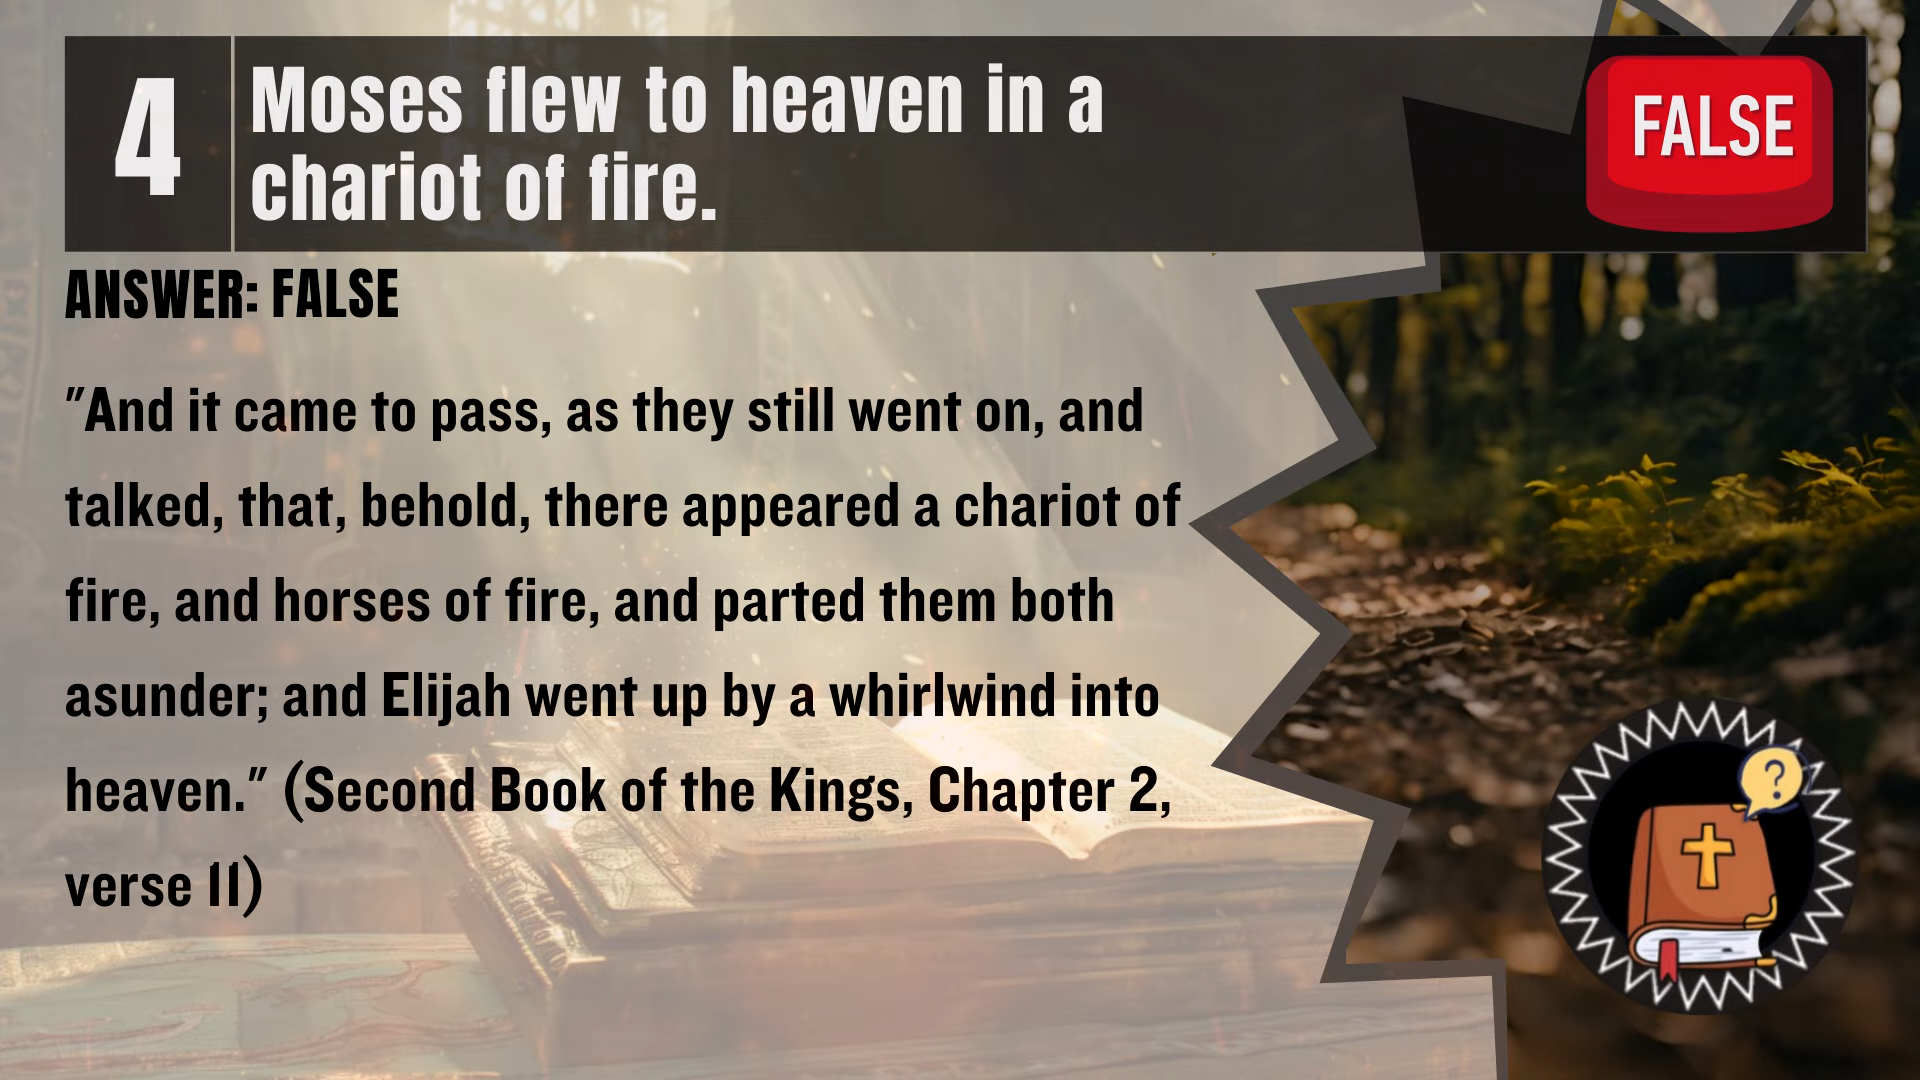 4
Moses flew to heaven in a
chariot of fire.
FALSE
ANSWER: FALSE
"And it came to pass, as they still went on, and
talked, that, behold, there appeared a chariot of
fire, and horses of fire, and parted them both
asunder; and Elijah went up by a whirlwind into
heaven." (Second Book of the Kings, Chapter 2,
verse 11)
?